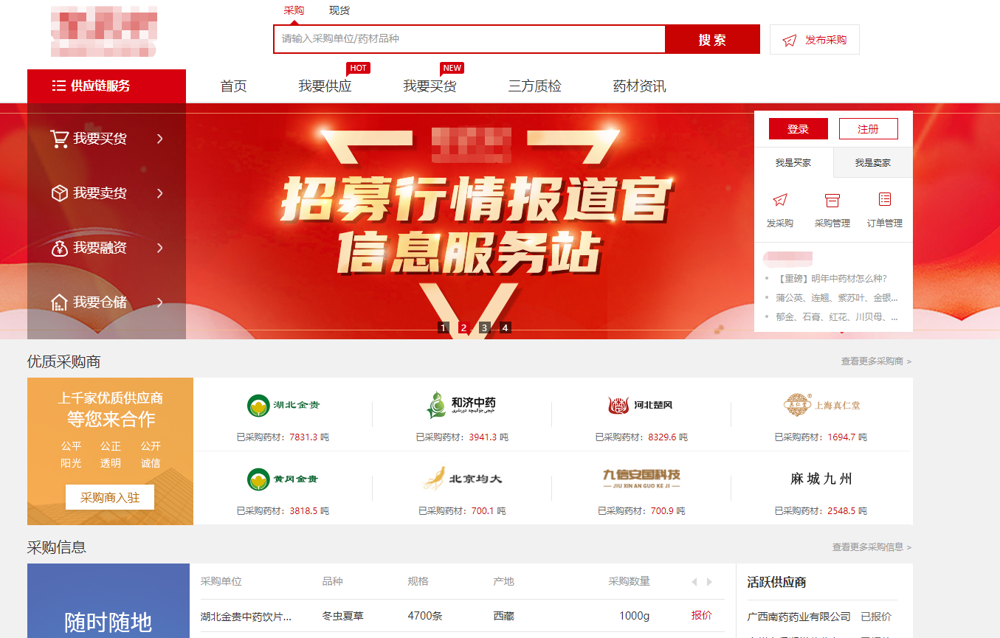 采购 现货
请输入采购单位/药材品种
搜 索
发布采购
HOT
NEW
供应链服务
首页 我要供应 我要买货 三方质检 药材资讯
我要买货
我要卖货
我要融资
我要仓储
招募行情报道官
信息服务站
1 2 3 4
登录 注册
我是买家 我是卖家
发采购 采购管理 订单管理
【重磅】明年中药材怎么种?
蒲公英、连翘、紫苏叶、金银...
郁金、石膏、红花、川贝母、...
优质采购商
查看更多采购商 >
上千家优质供应商
等您来合作
公平 公正 公开
阳光 透明 诚信
采购商入驻
湖北金贵
和济中药
河北楚风
真仁堂
上海真仁堂
已采购药材：7831.3 吨
已采购药材：3941.3 吨
已采购药材：8329.6 吨
已采购药材：1694.7 吨
黄冈金贵
北京均大
九信安国科技
JIU XIN AN GUO KE JI
麻城九州
已采购药材：3818.5 吨
已采购药材：700.1 吨
已采购药材：700.9 吨
已采购药材：2548.5 吨
采购信息
查看更多采购信息 >
随时随地
采购单位 品种 规格 产地 采购数量
湖北金贵中药饮片... 冬虫夏草 4700条 西藏 1000g 报价
活跃供应商
广西南药药业有限公司 已报价